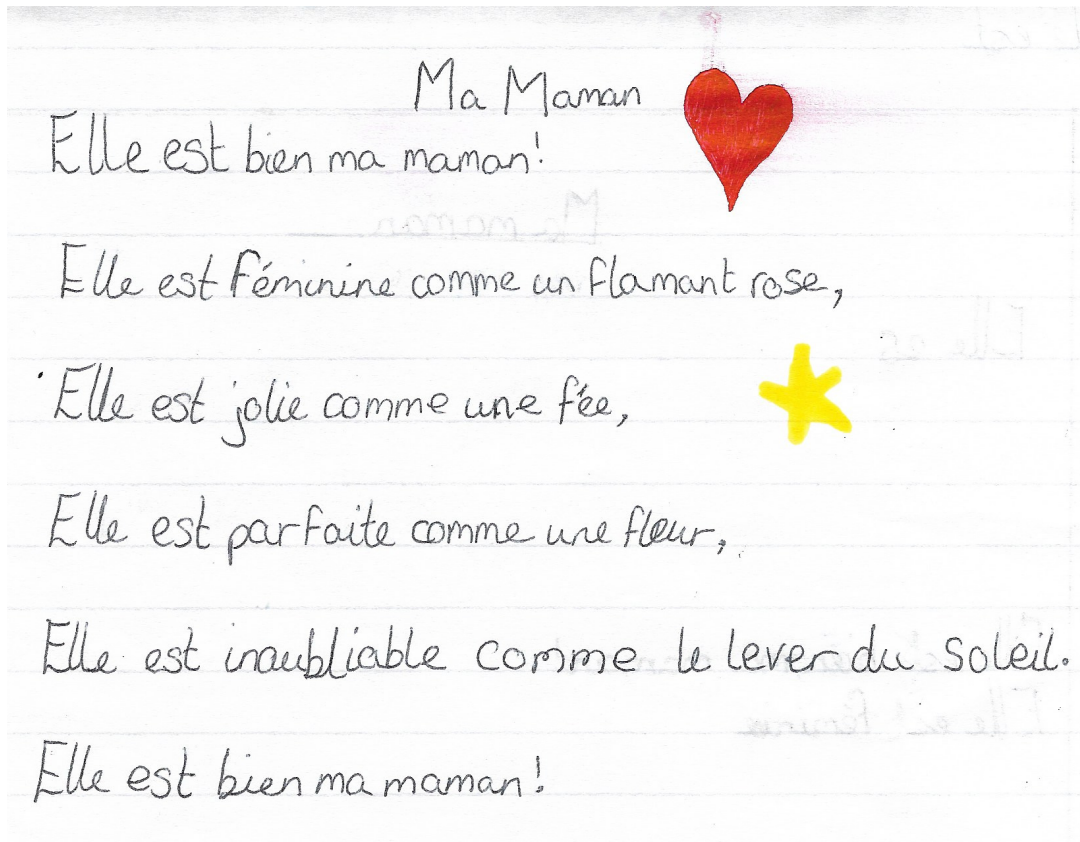 Ma Maman
Elle est bien ma maman!
Elle est féminine comme un flamant rose,
Elle est jolie comme une fée,
Elle est parfaite comme une fleur,
Elle est inaubliable comme le lever du soleil.
Elle est bien ma maman!